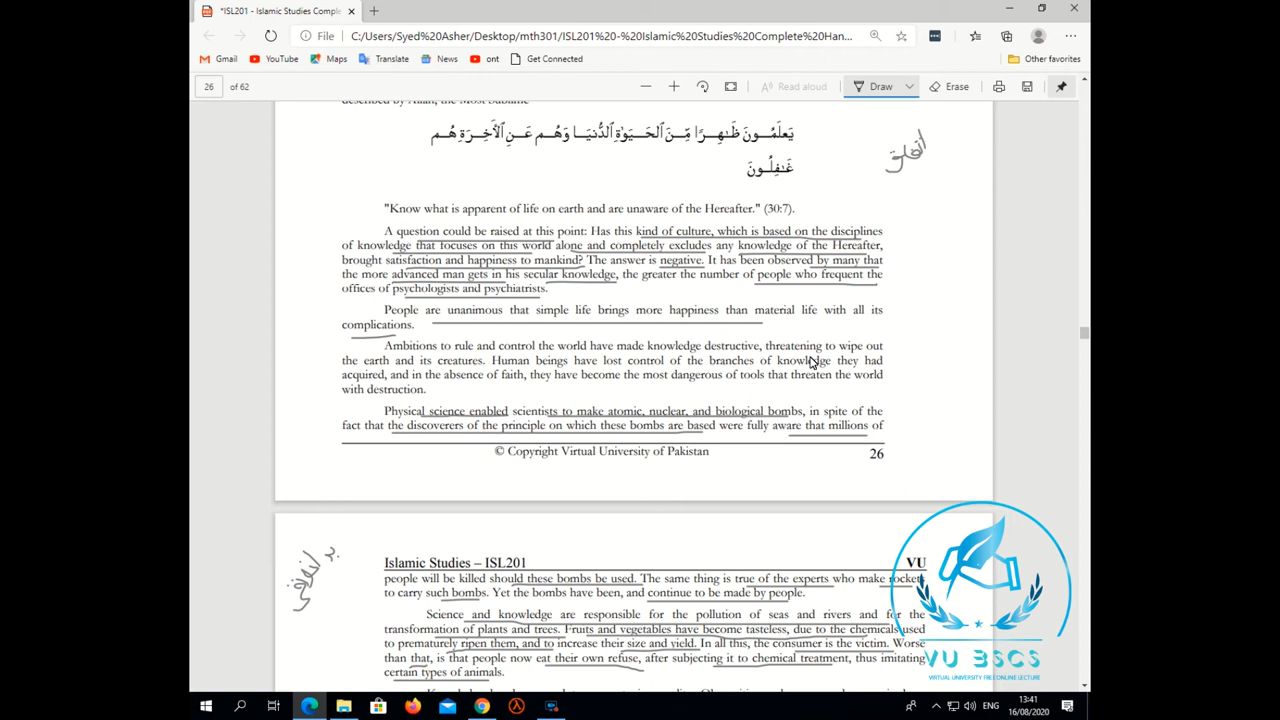 *ISL201 - Islamic Studies Comple
File C:/Users/Syed%20Asher/Desktop/mth301/ISL201%20-%20Islamic%20Studies%20Complete%20Han...
Gmail YouTube Maps Translate News ont Get Connected Other favorites
26 of 62 Read aloud Draw Erase
described by Allah, the Most Sublime
يَعلَمُونَ ظَٰهِرًا مِّنَ ٱلحَيَوٰةِ ٱلدُّنيَا وَهُم عَنِ ٱلأَخِرَةِ هُم
غَٰفِلُونَ
"Know what is apparent of life on earth and are unaware of the Hereafter." (30:7).
A question could be raised at this point: Has this kind of culture, which is based on the disciplines
of knowledge that focuses on this world alone and completely excludes any knowledge of the Hereafter,
brought satisfaction and happiness to mankind? The answer is negative. It has been observed by many that
the more advanced man gets in his secular knowledge, the greater the number of people who frequent the
offices of psychologists and psychiatrists.
People are unanimous that simple life brings more happiness than material life with all its
complications.
Ambitions to rule and control the world have made knowledge destructive, threatening to wipe out
the earth and its creatures. Human beings have lost control of the branches of knowledge they had
acquired, and in the absence of faith, they have become the most dangerous of tools that threaten the world
with destruction.
Physical science enabled scientists to make atomic, nuclear, and biological bombs, in spite of the
fact that the discoverers of the principle on which these bombs are based were fully aware that millions of
© Copyright Virtual University of Pakistan 26
Islamic Studies – ISL201 VU
people will be killed should these bombs be used. The same thing is true of the experts who make rockets
to carry such bombs. Yet the bombs have been, and continue to be made by people.
Science and knowledge are responsible for the pollution of seas and rivers and for the
transformation of plants and trees. Fruits and vegetables have become tasteless, due to the chemicals used
to prematurely ripen them, and to increase their size and yield. In all this, the consumer is the victim. Worse
than that, is that people now eat their own refuse, after subjecting it to chemical treatment, thus imitating
certain types of animals.
VU BSCS
VIRTUAL UNIVERSITY FREE ONLINE LECTURE
ENG
13:41
16/08/2020